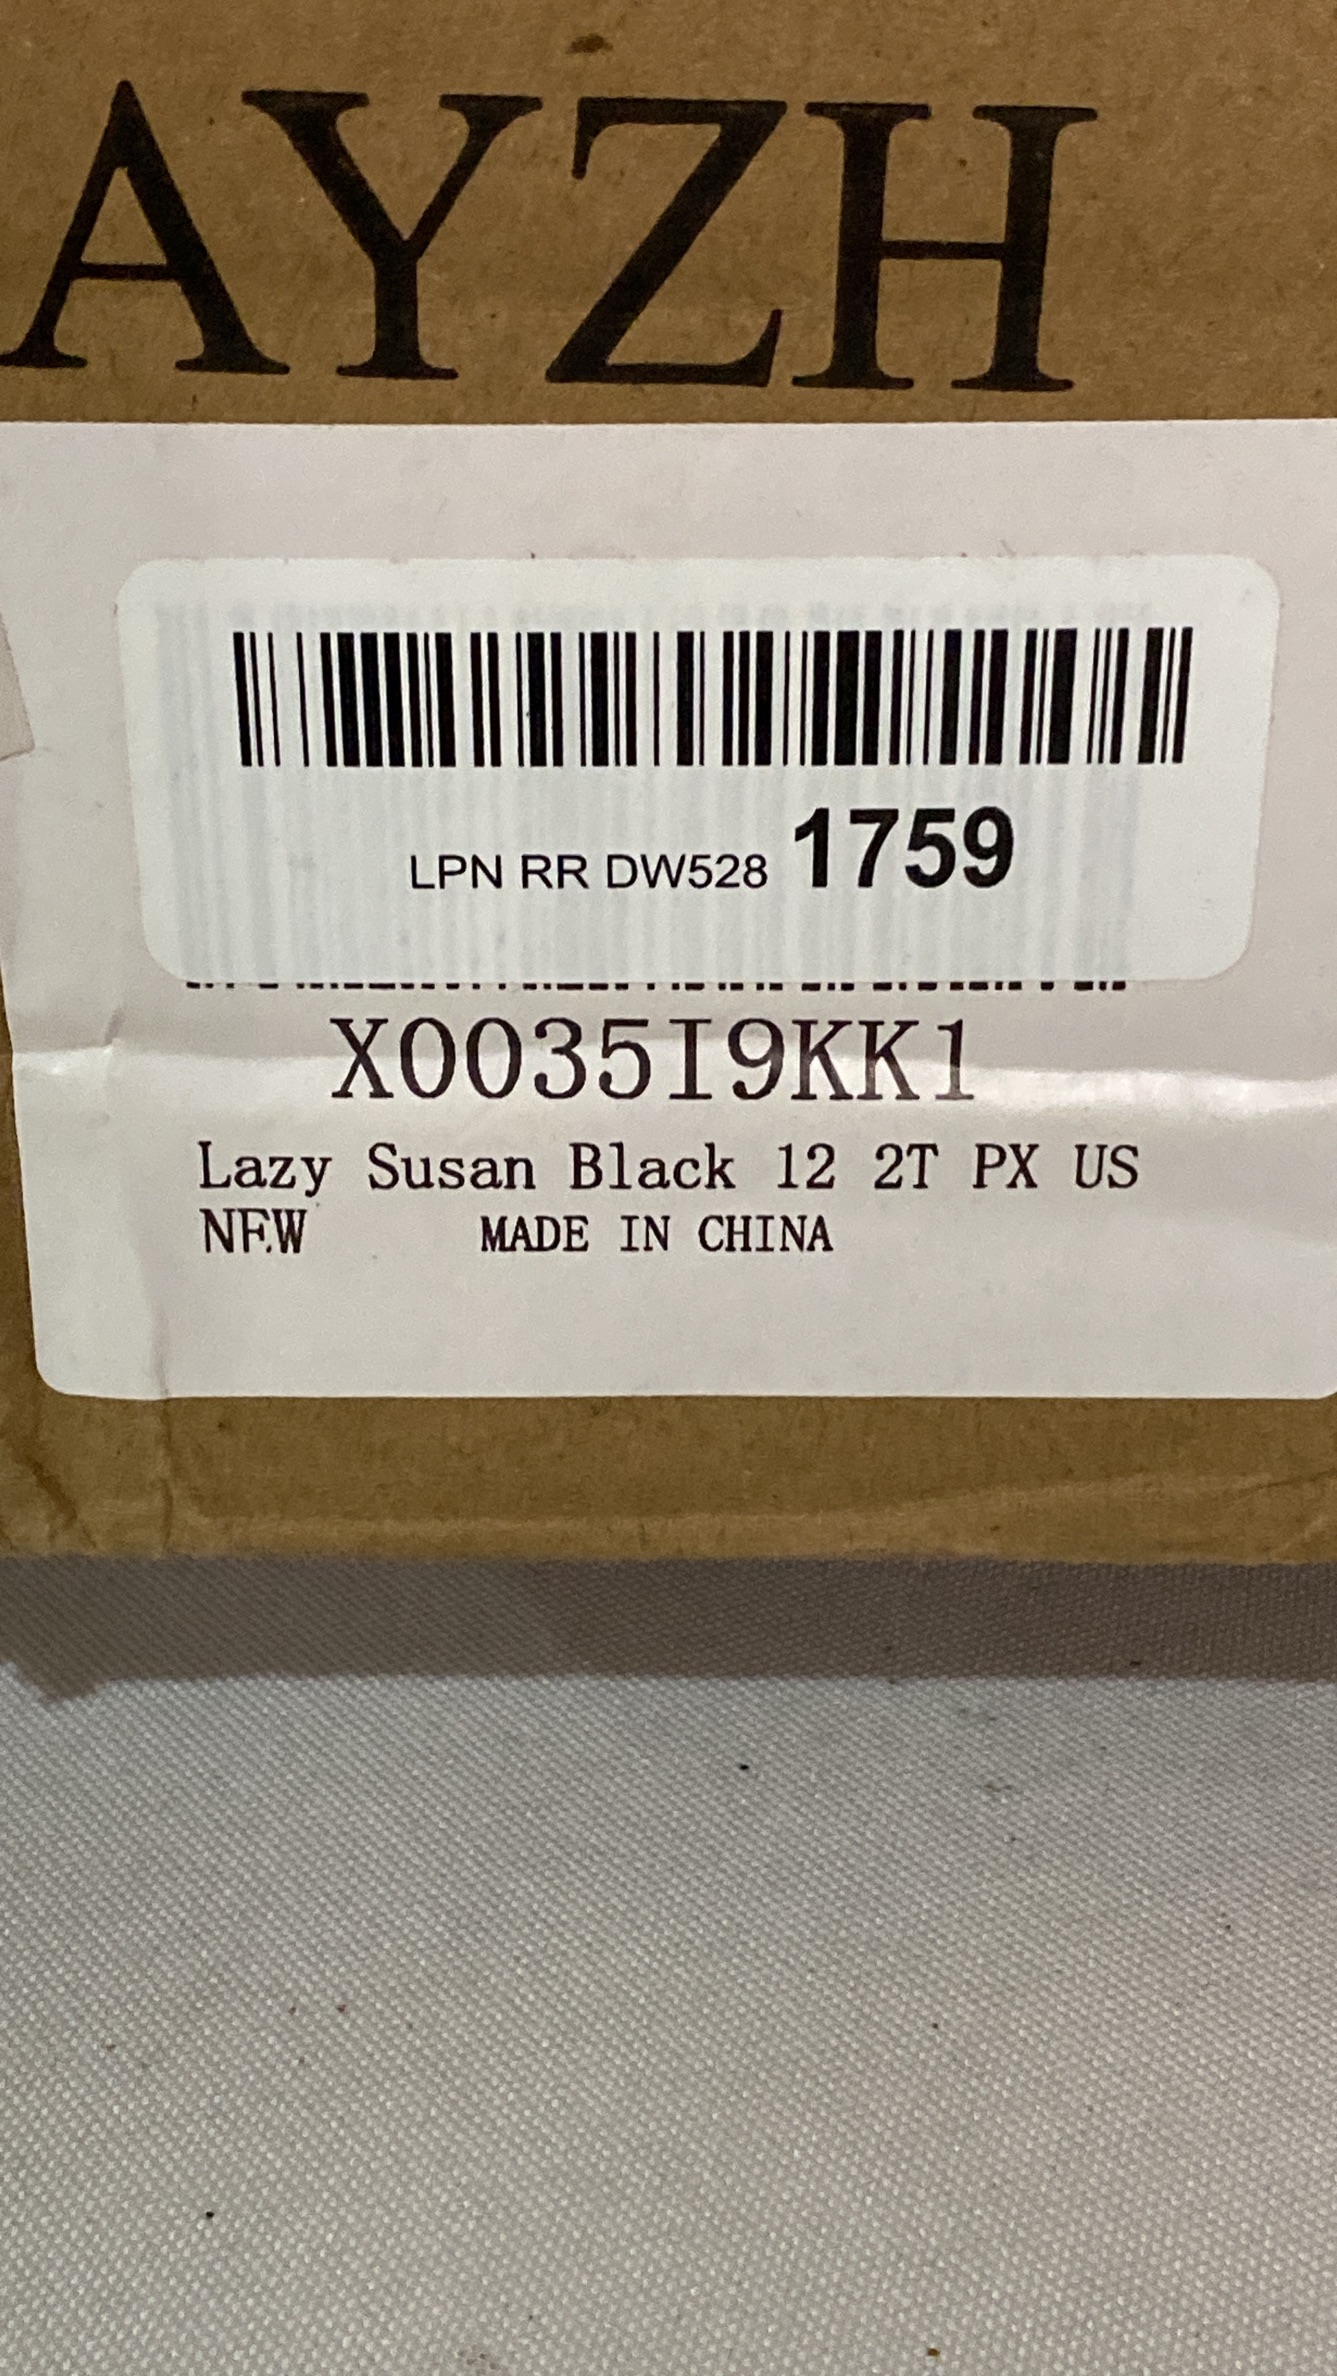 AYZH
LPN RR DW528 1759
X0035I9KK1
Lazy Susan Black 12 2T PX US
NEW MADE IN CHINA